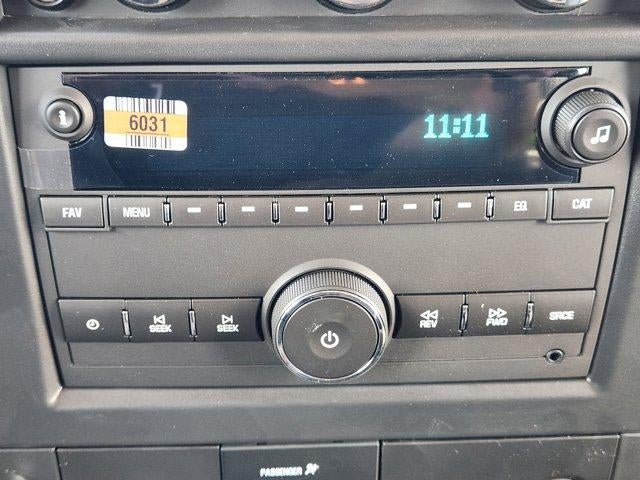 6031
11:11
FAV MENU EQ CAT
SEEK SEEK REV FWD SRCE
PASSENGER